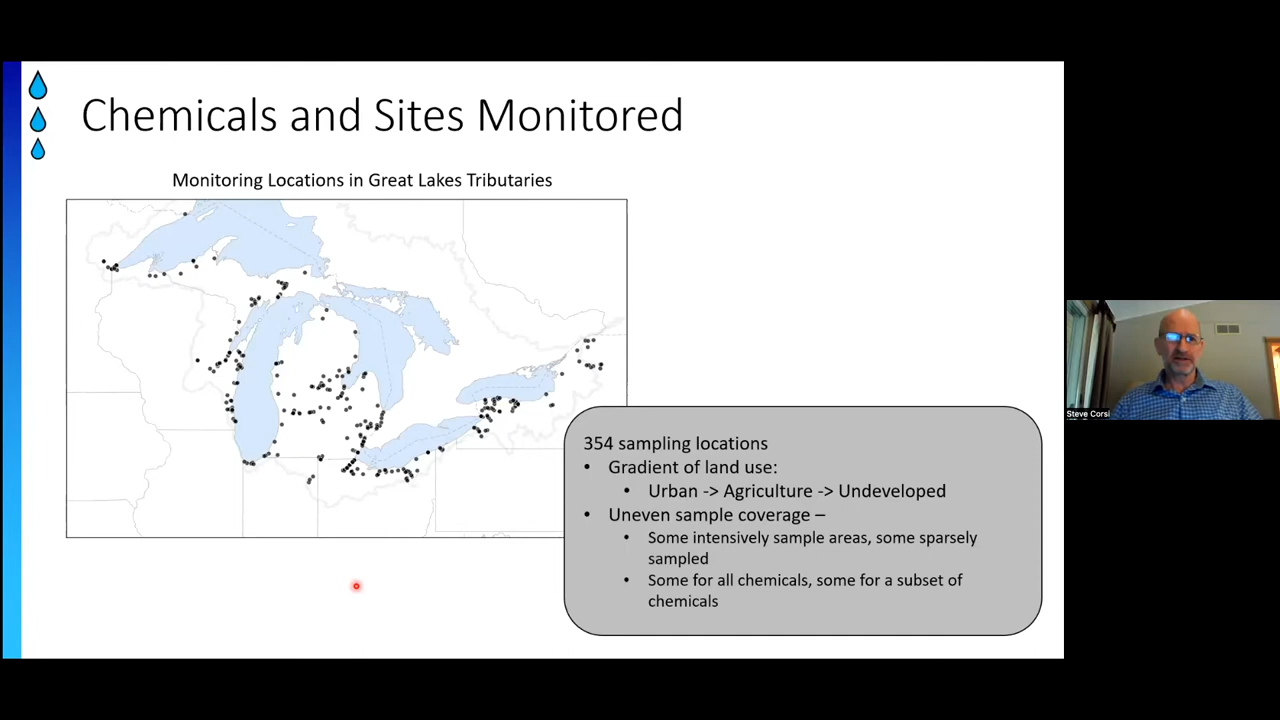 Chemicals and Sites Monitored
Monitoring Locations in Great Lakes Tributaries
354 sampling locations
• Gradient of land use:
• Urban -> Agriculture -> Undeveloped
• Uneven sample coverage –
• Some intensively sample areas, some sparsely
sampled
• Some for all chemicals, some for a subset of
chemicals
Steve Corsi